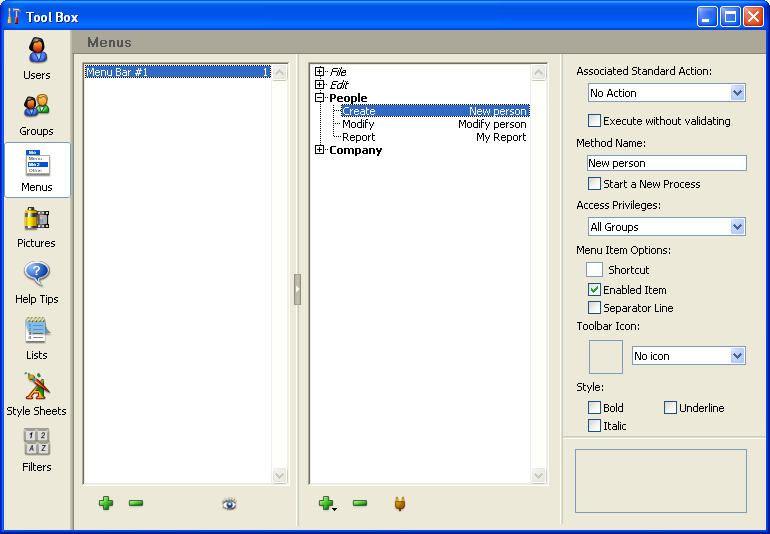 Tool Box
Users
Groups
Menus
Pictures
Help Tips
Lists
Style Sheets
1 2
A Z
Filters
Menus
Menu Bar #1 1
File
Edit
People
Create New person
Modify Modify person
Report My Report
Company
Associated Standard Action:
No Action
Execute without validating
Method Name:
New person
Start a New Process
Access Privileges:
All Groups
Menu Item Options:
Shortcut
Enabled Item
Separator Line
Toolbar Icon:
No icon
Style:
Bold Underline
Italic